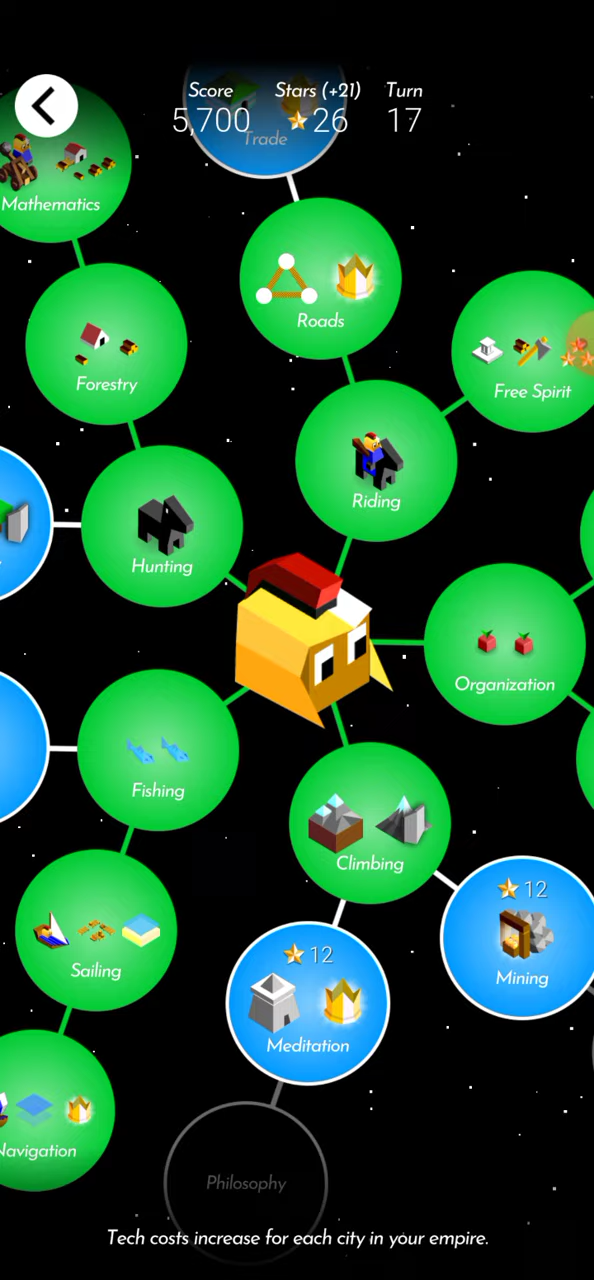 Score
Stars (+21)
Turn
5,700
26
17
Trade
Mathematics
Roads
Forestry
Free Spirit
Riding
Hunting
Organization
Fishing
Climbing
12
Mining
Sailing
12
Meditation
Navigation
Philosophy
Tech costs increase for each city in your empire.